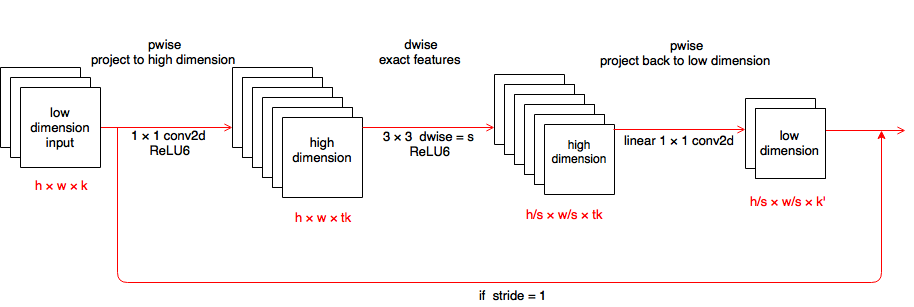 pwise
project to high dimension
dwise
exact features
pwise
project back to low dimension
low
dimension
input
1 × 1 conv2d
ReLU6
high
dimension
3 × 3  dwise = s
ReLU6
high
dimension
linear 1 × 1 conv2d
low
dimension
h × w × k
h × w × tk
h/s × w/s × tk
h/s × w/s × k'
if  stride = 1